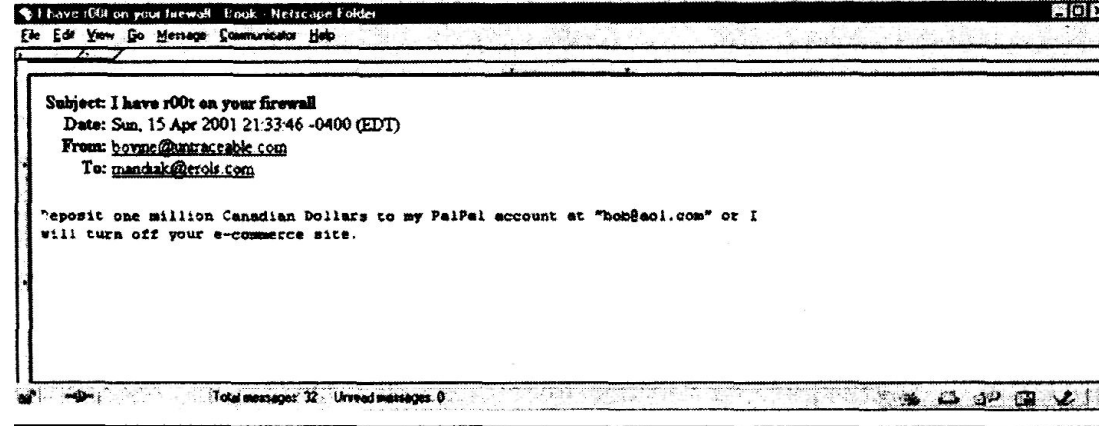 I have r00t on your firewall - Book - Netscape Folder
File Edit View Go Message Communicator Help
Subject: I have r00t on your firewall
Date: Sun, 15 Apr 2001 21:33:46 -0400 (EDT)
From: bovine@untraceable.com
To: mandiak@erols.com
Deposit one million Canadian Dollars to my PalPal account at "bob@aol.com" or I
will turn off your e-commerce site.
Total messages: 32 Unread messages: 0